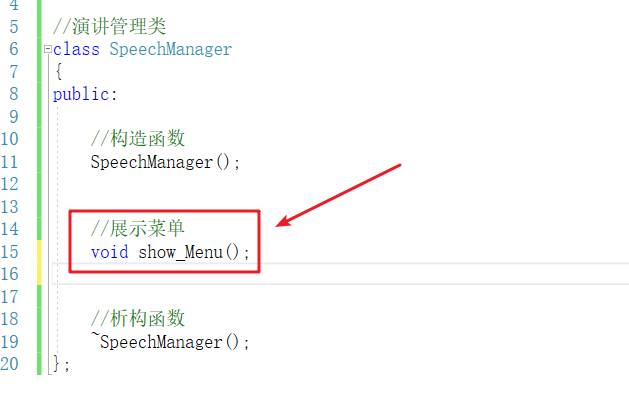 4
5 //演讲管理类
6 class SpeechManager
7 {
8 public:
9
10 //构造函数
11 SpeechManager();
12
13
14 //展示菜单
15 void show_Menu();
16
17
18 //析构函数
19 ~SpeechManager();
20 };